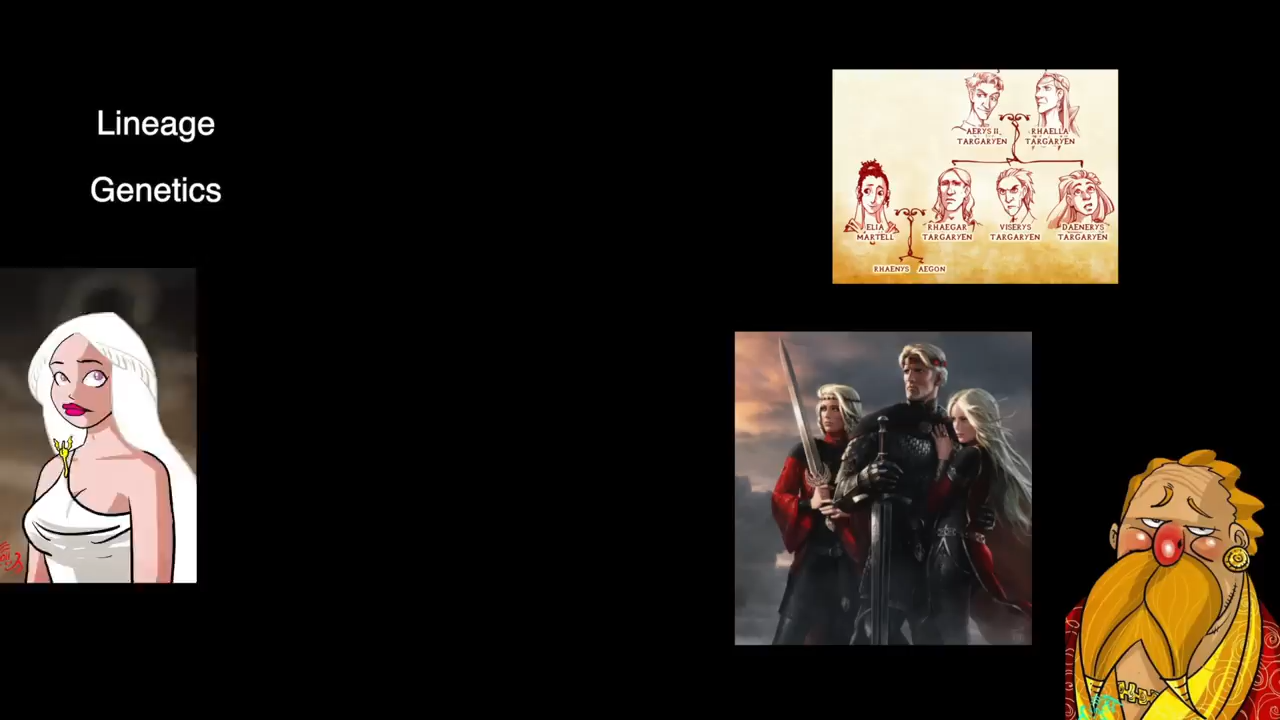 Lineage
Genetics
AERYS II TARGARYEN
RHAELLA TARGARYEN
ELIA MARTELL
RHAEGAR TARGARYEN
VISERYS TARGARYEN
DAENERYS TARGARYEN
RHAENYS AEGON